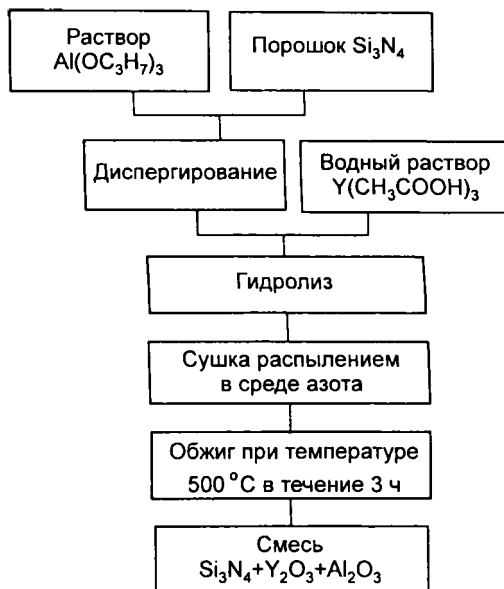 Раствор
Al(OC₃H₇)₃
Порошок Si₃N₄
Диспергирование
Водный раствор
Y(CH₃COOH)₃
Гидролиз
Сушка распылением
в среде азота
Обжиг при температуре
500 °C в течение 3 ч
Смесь
Si₃N₄+Y₂O₃+Al₂O₃